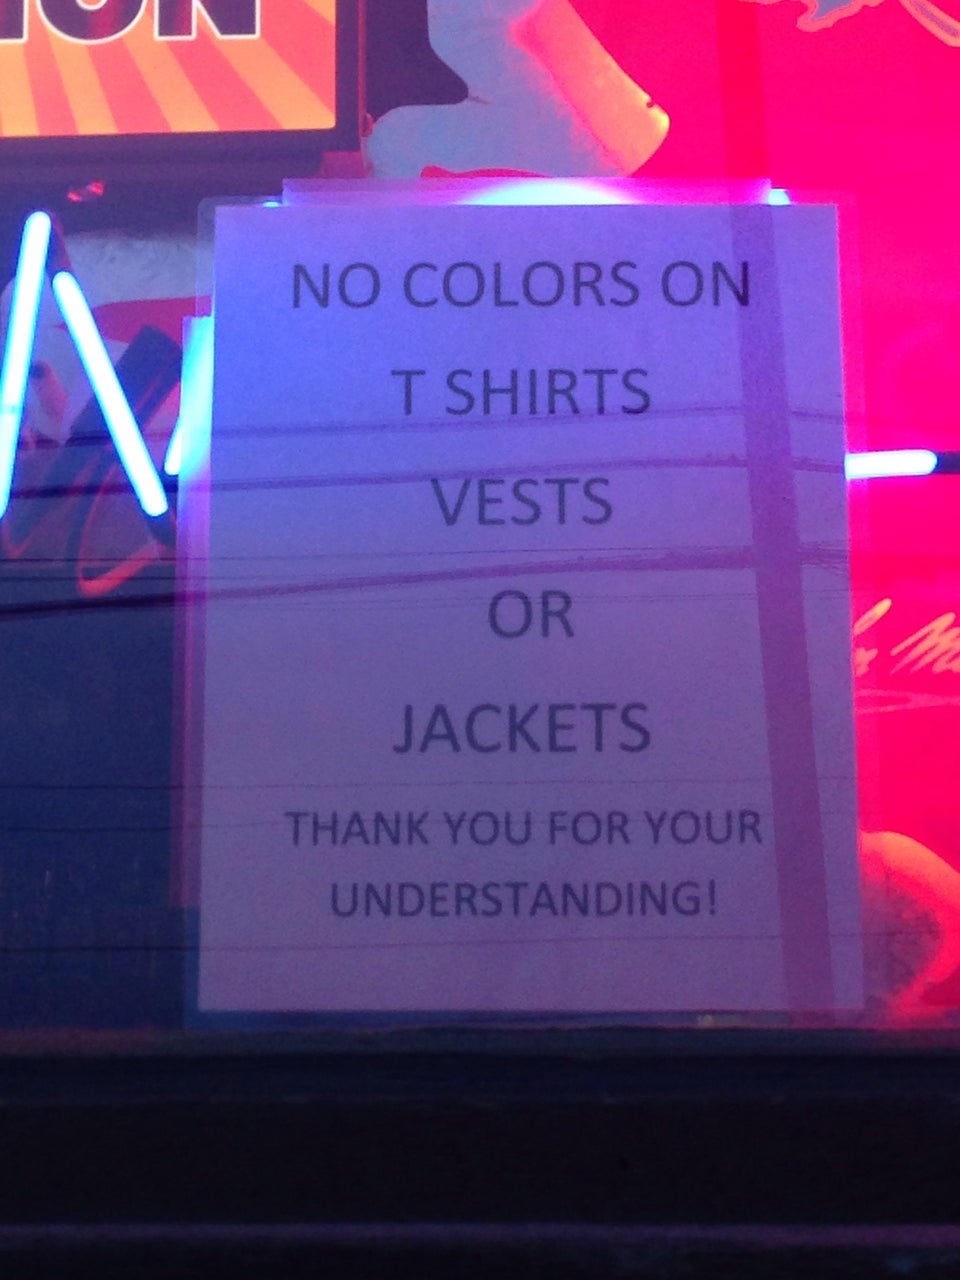 NO COLORS ON
T SHIRTS
VESTS
OR
JACKETS
THANK YOU FOR YOUR
UNDERSTANDING!